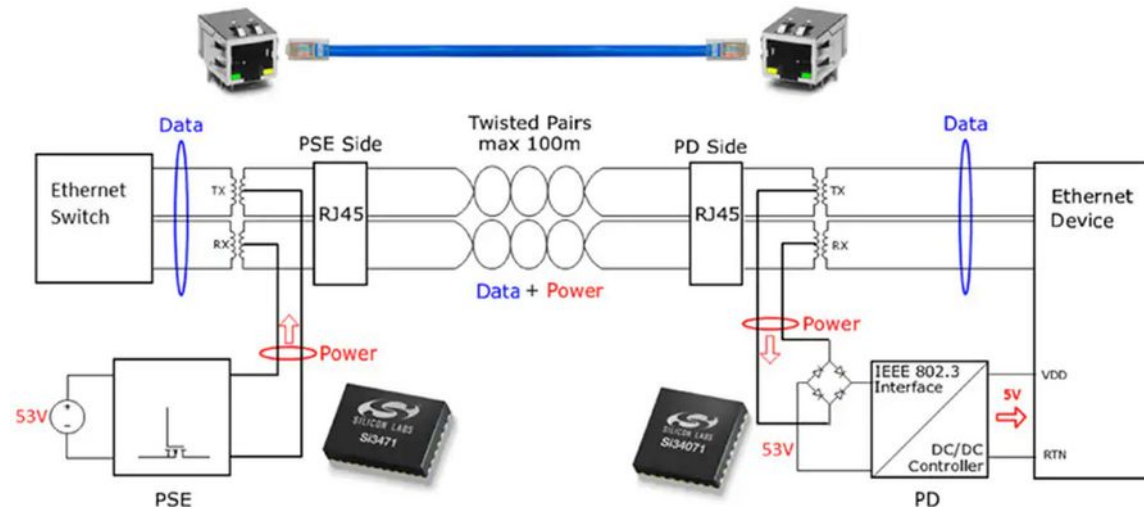 Data
Twisted Pairs
max 100m
Data
PSE Side
PD Side
Ethernet
Switch
TX
RX
RJ45
RJ45
TX
RX
Ethernet
Device
Data + Power
Power
Power
53V
SILICON LABS
Si3471
SILICON LABS
Si34071
53V
IEEE 802.3
Interface
DC/DC
Controller
5V
VDD
RTN
PSE
PD